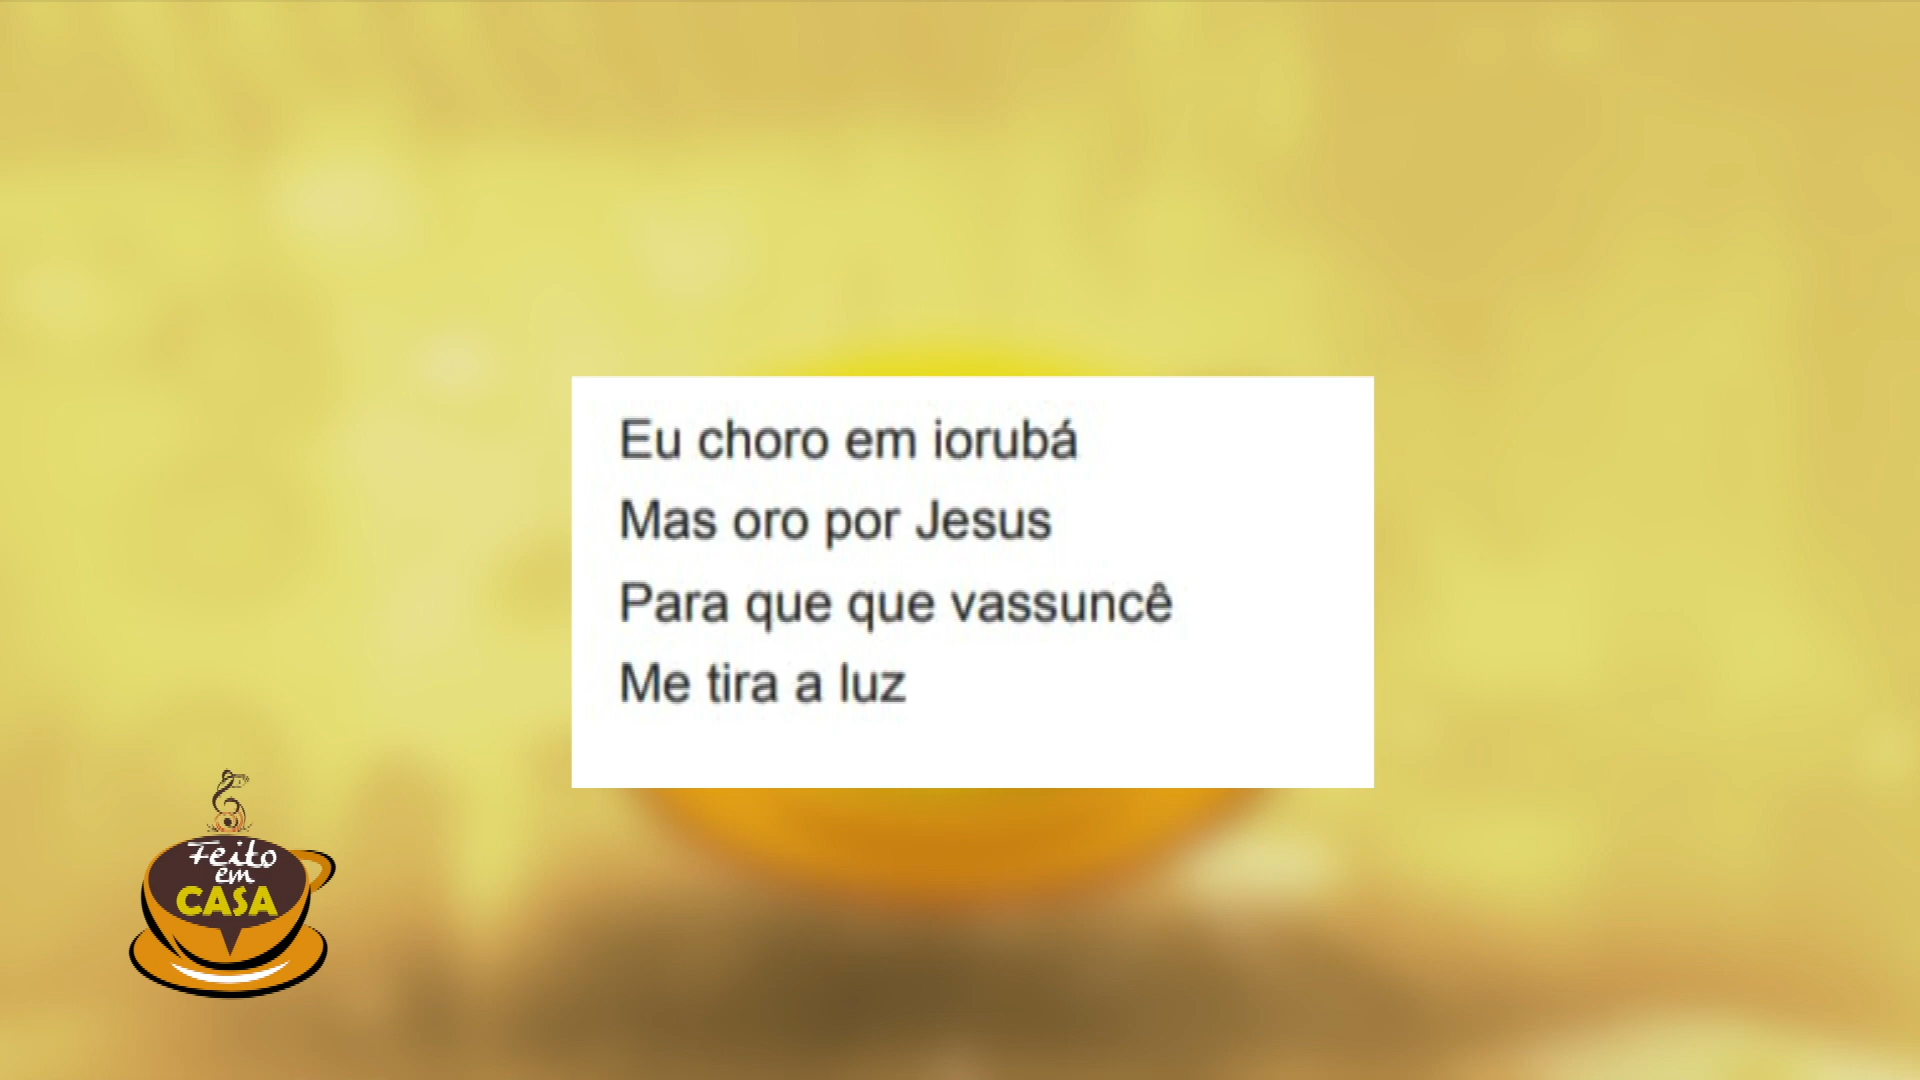 Eu choro em iorubá
Mas oro por Jesus
Para que que vassuncê
Me tira a luz
Feito
em
CASA